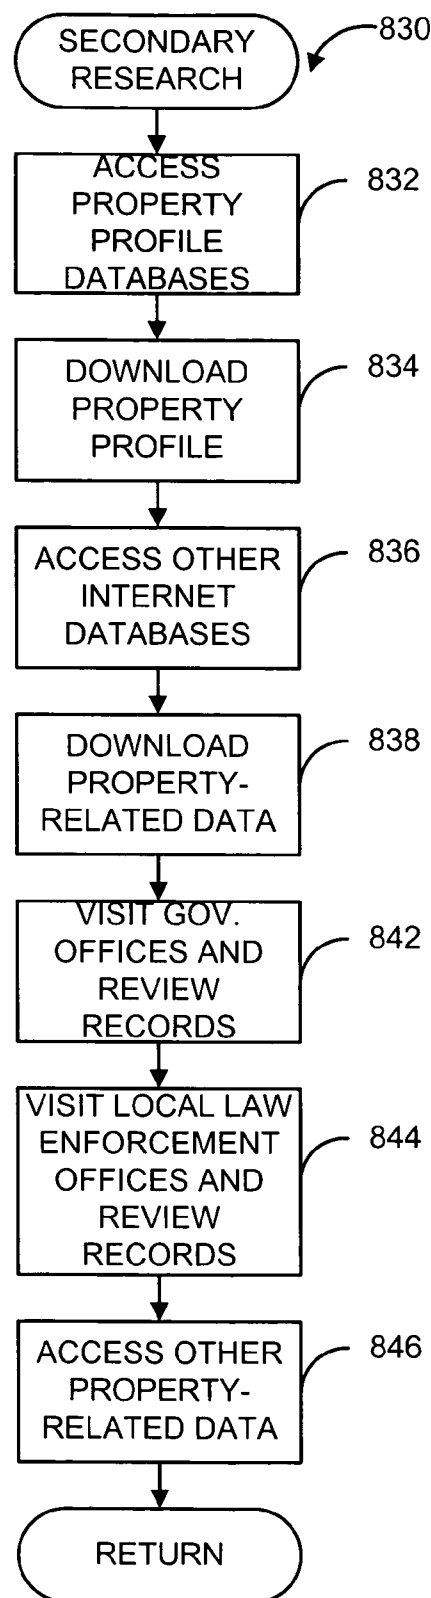 SECONDARY
RESEARCH
830
ACCESS
PROPERTY
PROFILE
DATABASES
832
DOWNLOAD
PROPERTY
PROFILE
834
ACCESS OTHER
INTERNET
DATABASES
836
DOWNLOAD
PROPERTY-
RELATED DATA
838
VISIT GOV.
OFFICES AND
REVIEW
RECORDS
842
VISIT LOCAL LAW
ENFORCEMENT
OFFICES AND
REVIEW
RECORDS
844
ACCESS OTHER
PROPERTY-
RELATED DATA
846
RETURN